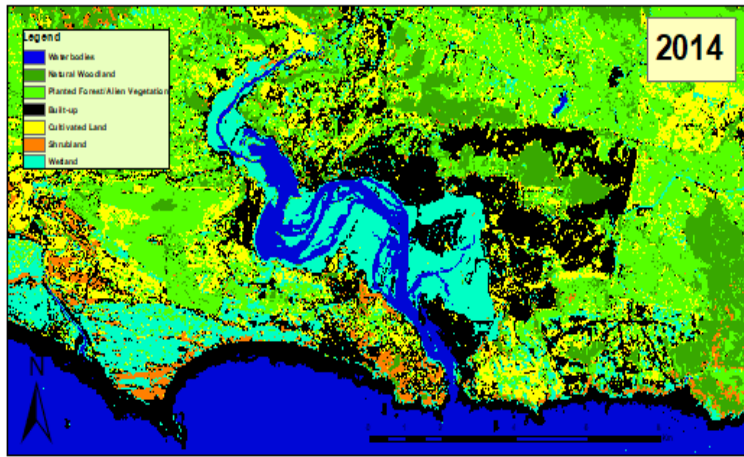 Legend
Waterbodies
Natural Woodland
Planted Forest/Alien Vegetation
Built-up
Cultivated Land
Shrubland
Wetland
2014
N